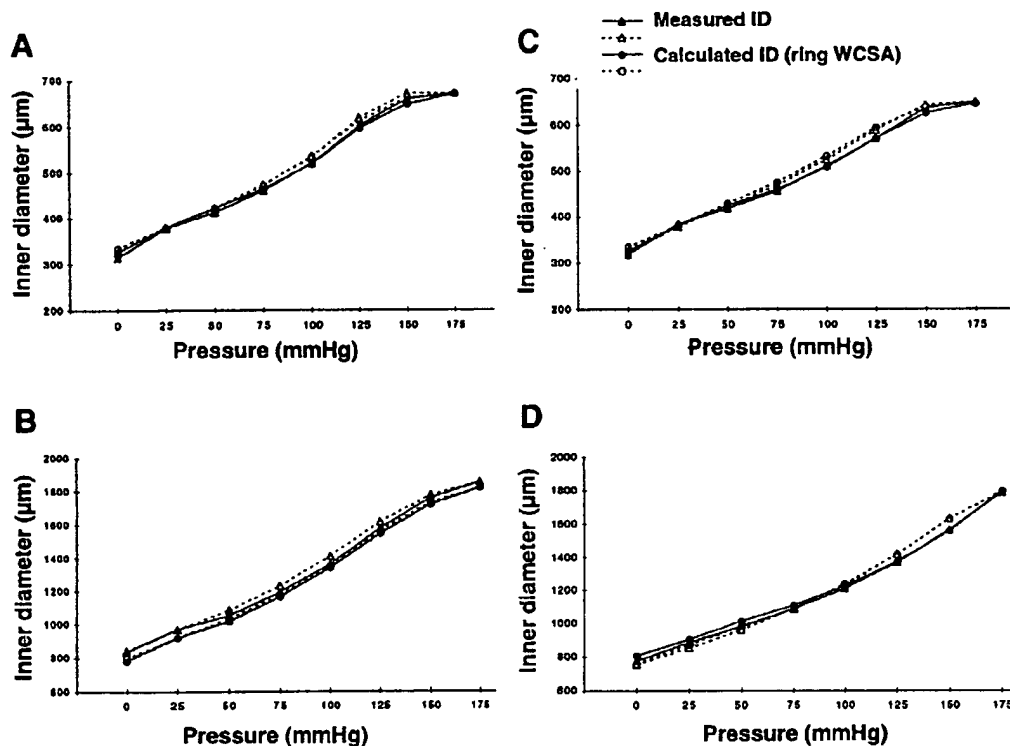 A
C
Measured ID
Calculated ID (ring WCSA)
Inner diameter (µm)
700
600
500
400
300
200
0 25 50 75 100 125 150 175
Pressure (mmHg)
Inner diameter (µm)
700
600
500
400
300
200
0 25 50 75 100 125 150 175
Pressure (mmHg)
B
D
Inner diameter (µm)
2000
1800
1600
1400
1200
1000
800
600
0 25 50 75 100 125 150 175
Pressure (mmHg)
Inner diameter (µm)
2000
1800
1600
1400
1200
1000
800
600
0 25 50 75 100 125 150 175
Pressure (mmHg)